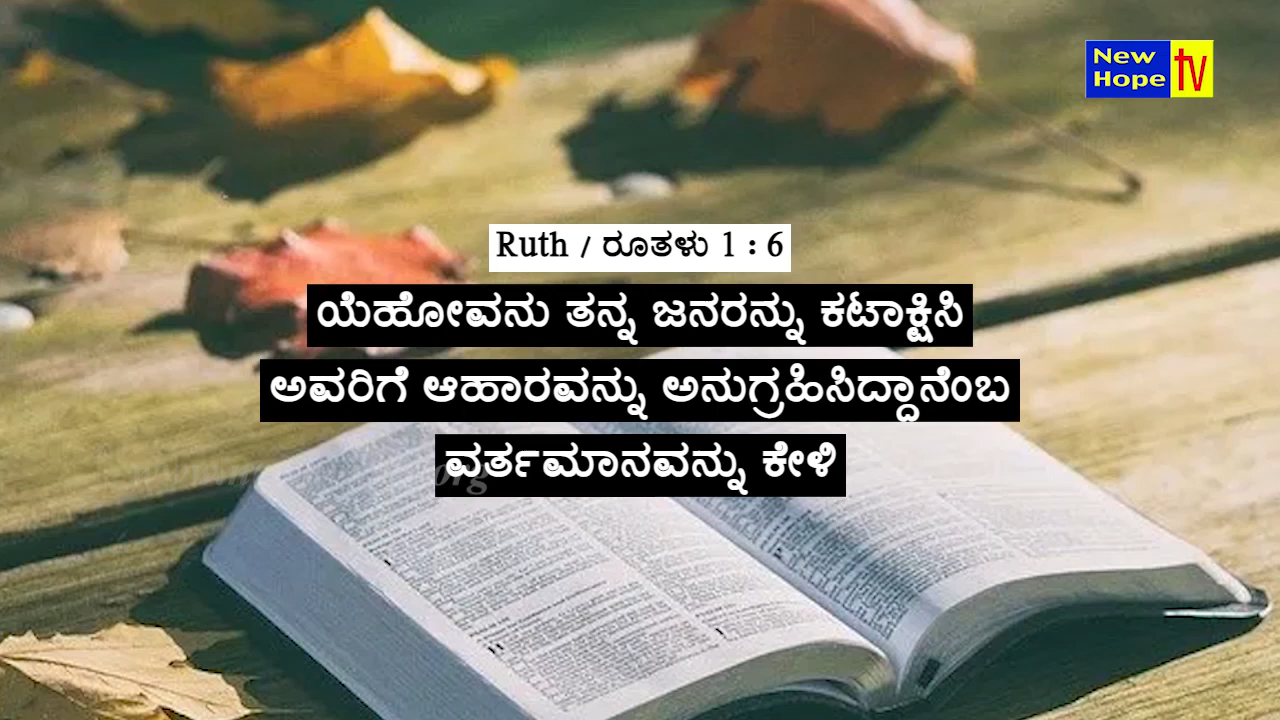 New
Hope TV
Ruth / ರೂತಳು 1 : 6
ಯೆಹೋವನು ತನ್ನ ಜನರನ್ನು ಕಟಾಕ್ಷಿಸಿ
ಅವರಿಗೆ ಆಹಾರವನ್ನು ಅನುಗ್ರಹಿಸಿದ್ದಾನೆಂಬ
ವರ್ತಮಾನವನ್ನು ಕೇಳಿ